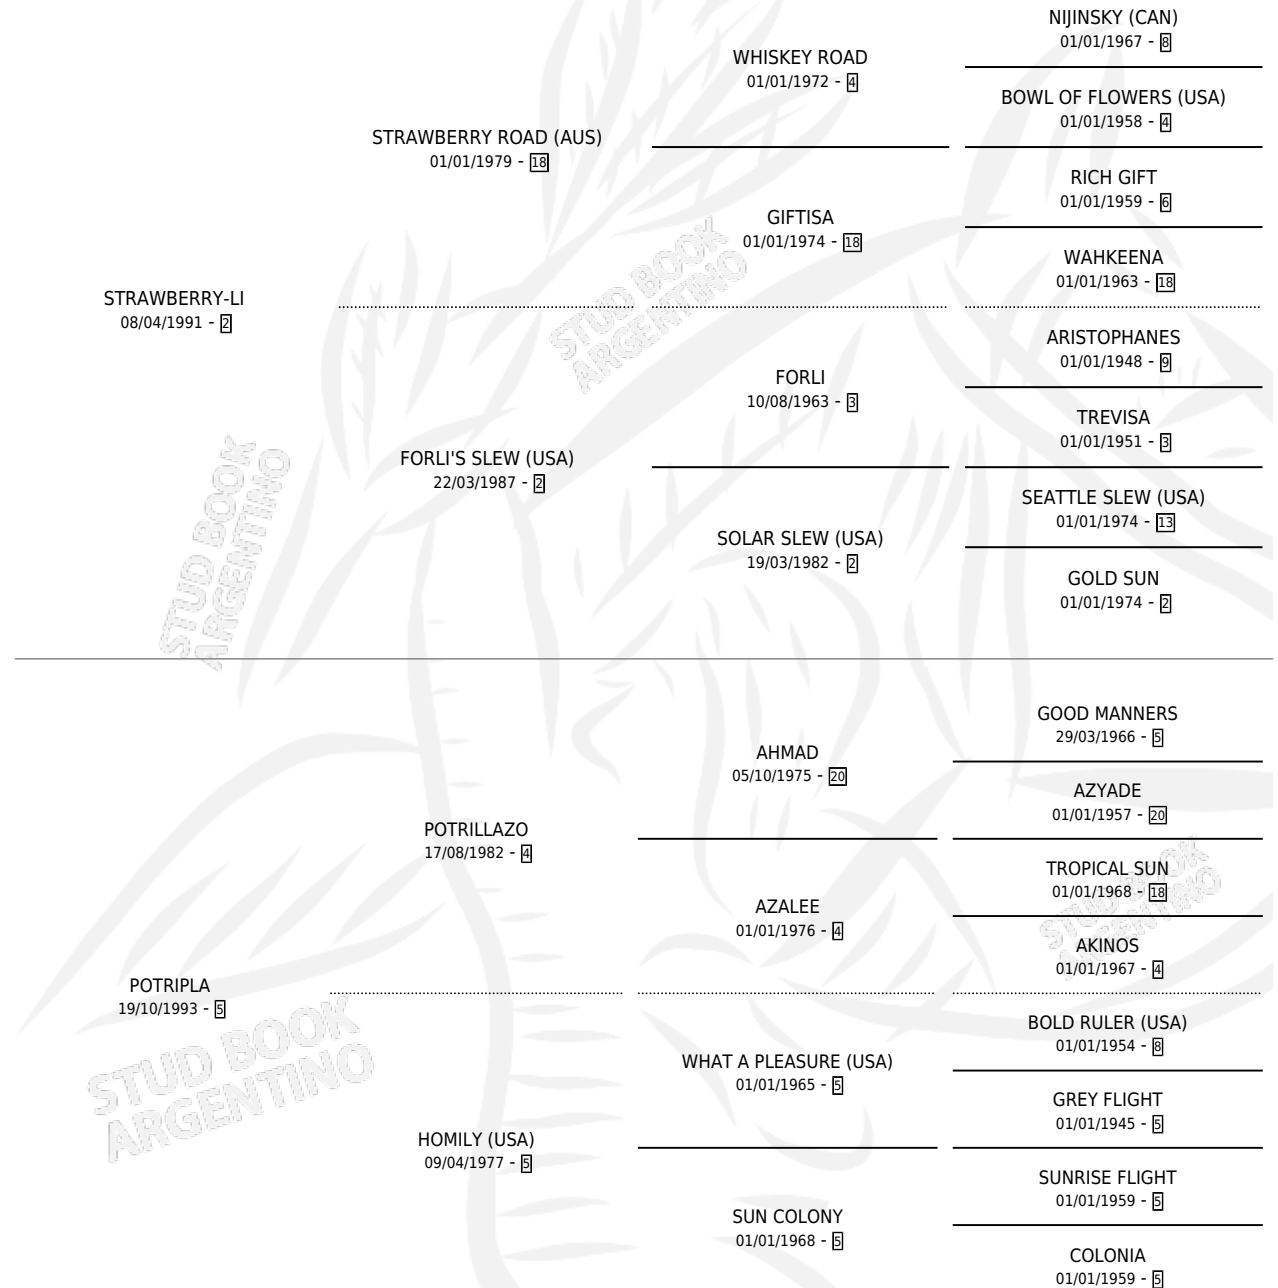 NIJINSKY (CAN)
01/01/1967 - 8
WHISKEY ROAD
01/01/1972 - 4
BOWL OF FLOWERS (USA)
01/01/1958 - 4
STRAWBERRY ROAD (AUS)
01/01/1979 - 18
RICH GIFT
01/01/1959 - 6
GIFTISA
01/01/1974 - 18
WAHKEENA
01/01/1963 - 18
STRAWBERRY-LI
08/04/1991 - 2
STUD BOOK
ARGENTINO
ARISTOPHANES
01/01/1948 - 9
FORLI
10/08/1963 - 3
TREVISA
01/01/1951 - 3
FORLI'S SLEW (USA)
22/03/1987 - 2
SEATTLE SLEW (USA)
01/01/1974 - 13
SOLAR SLEW (USA)
19/03/1982 - 2
GOLD SUN
01/01/1974 - 2
STUD BOOK
ARGENTINO
GOOD MANNERS
29/03/1966 - 5
AHMAD
05/10/1975 - 20
AZYADE
01/01/1957 - 20
POTRILLAZO
17/08/1982 - 4
TROPICAL SUN
01/01/1968 - 18
AZALEE
01/01/1976 - 4
STUD BOOK
ARGENTINO
AKINOS
01/01/1967 - 4
POTRIPLA
19/10/1993 - 5
BOLD RULER (USA)
01/01/1954 - 8
WHAT A PLEASURE (USA)
01/01/1965 - 5
STUD BOOK
ARGENTINO
GREY FLIGHT
01/01/1945 - 5
HOMILY (USA)
09/04/1977 - 5
SUNRISE FLIGHT
01/01/1959 - 5
SUN COLONY
01/01/1968 - 5
COLONIA
01/01/1959 - 5